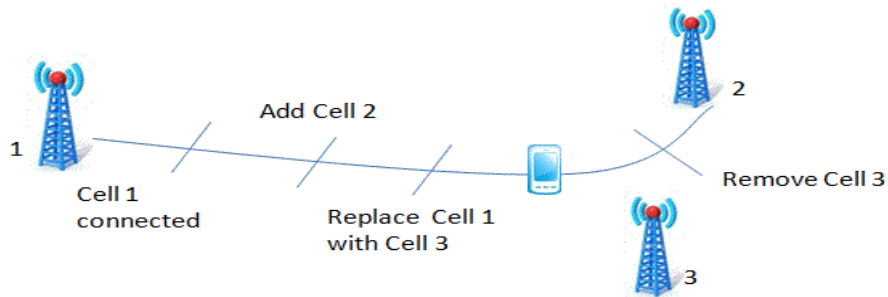 2
Add Cell 2
1
Cell 1
connected
Remove Cell 3
Replace Cell 1
with Cell 3
3